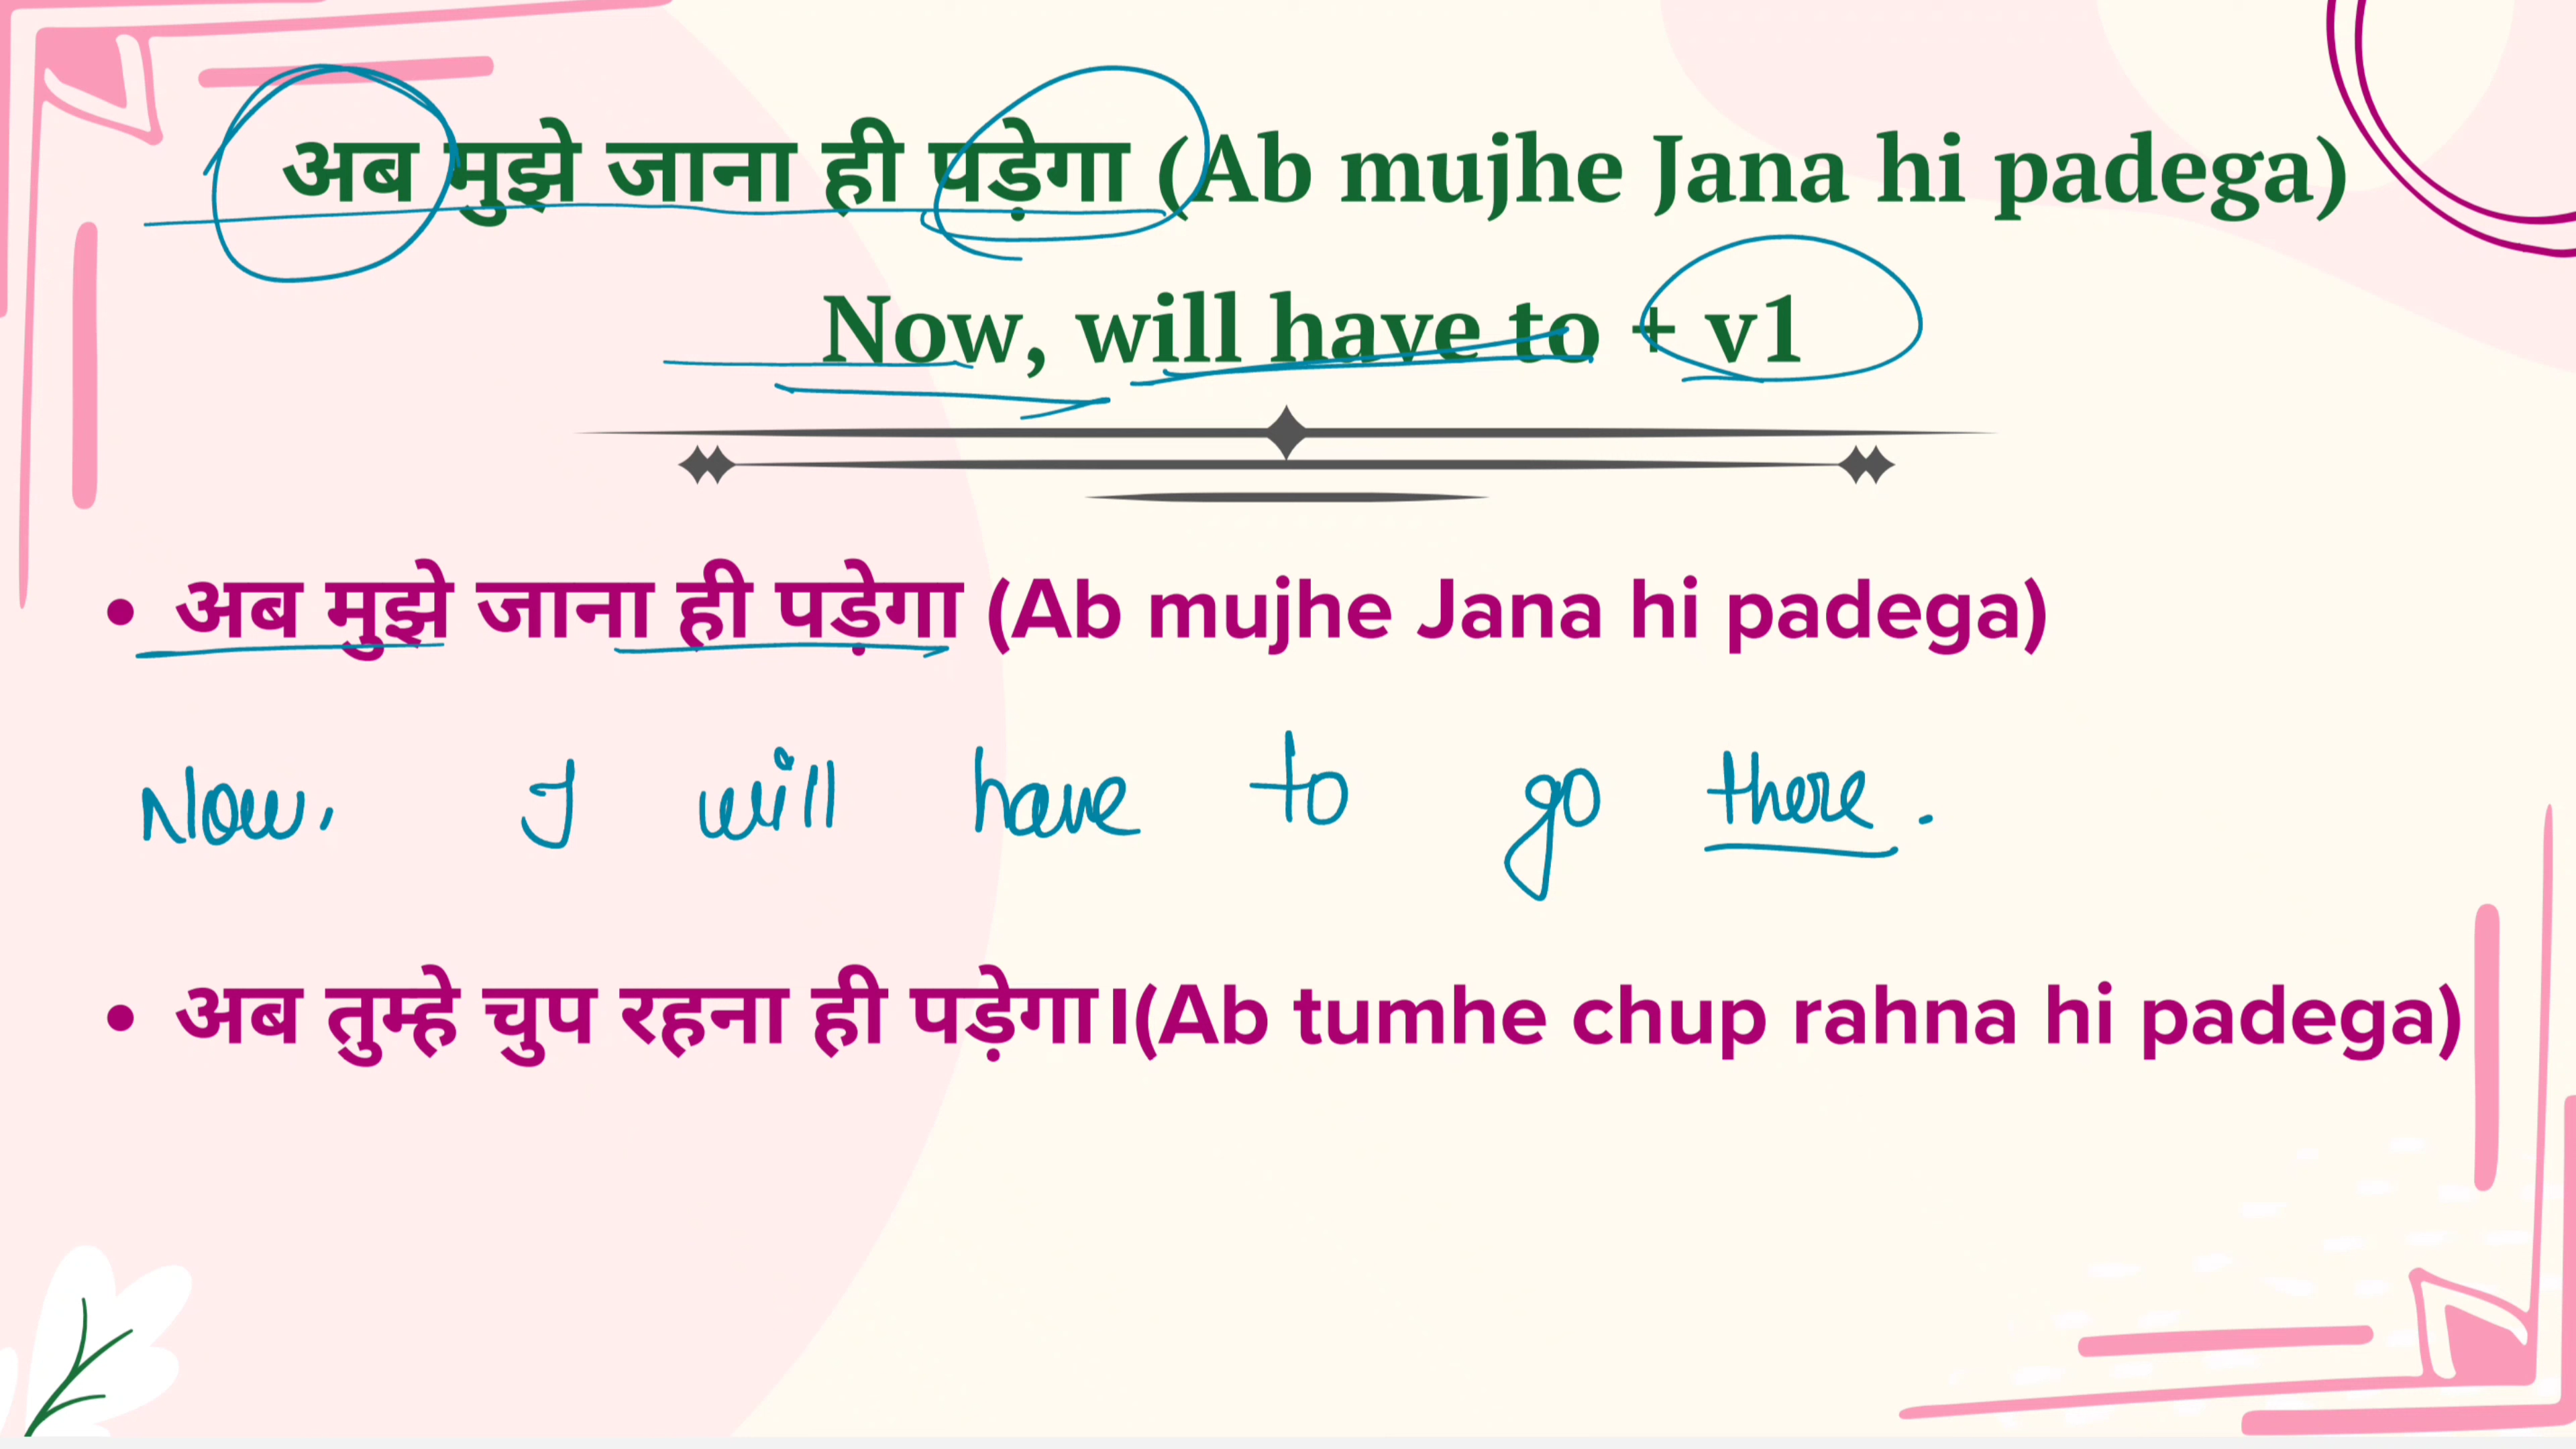 अब मुझे जाना ही पड़ेगा (Ab mujhe Jana hi padega)
Now, will have to + v1
• अब मुझे जाना ही पड़ेगा (Ab mujhe Jana hi padega)
Now, I will have to go there.
• अब तुम्हे चुप रहना ही पड़ेगा।(Ab tumhe chup rahna hi padega)